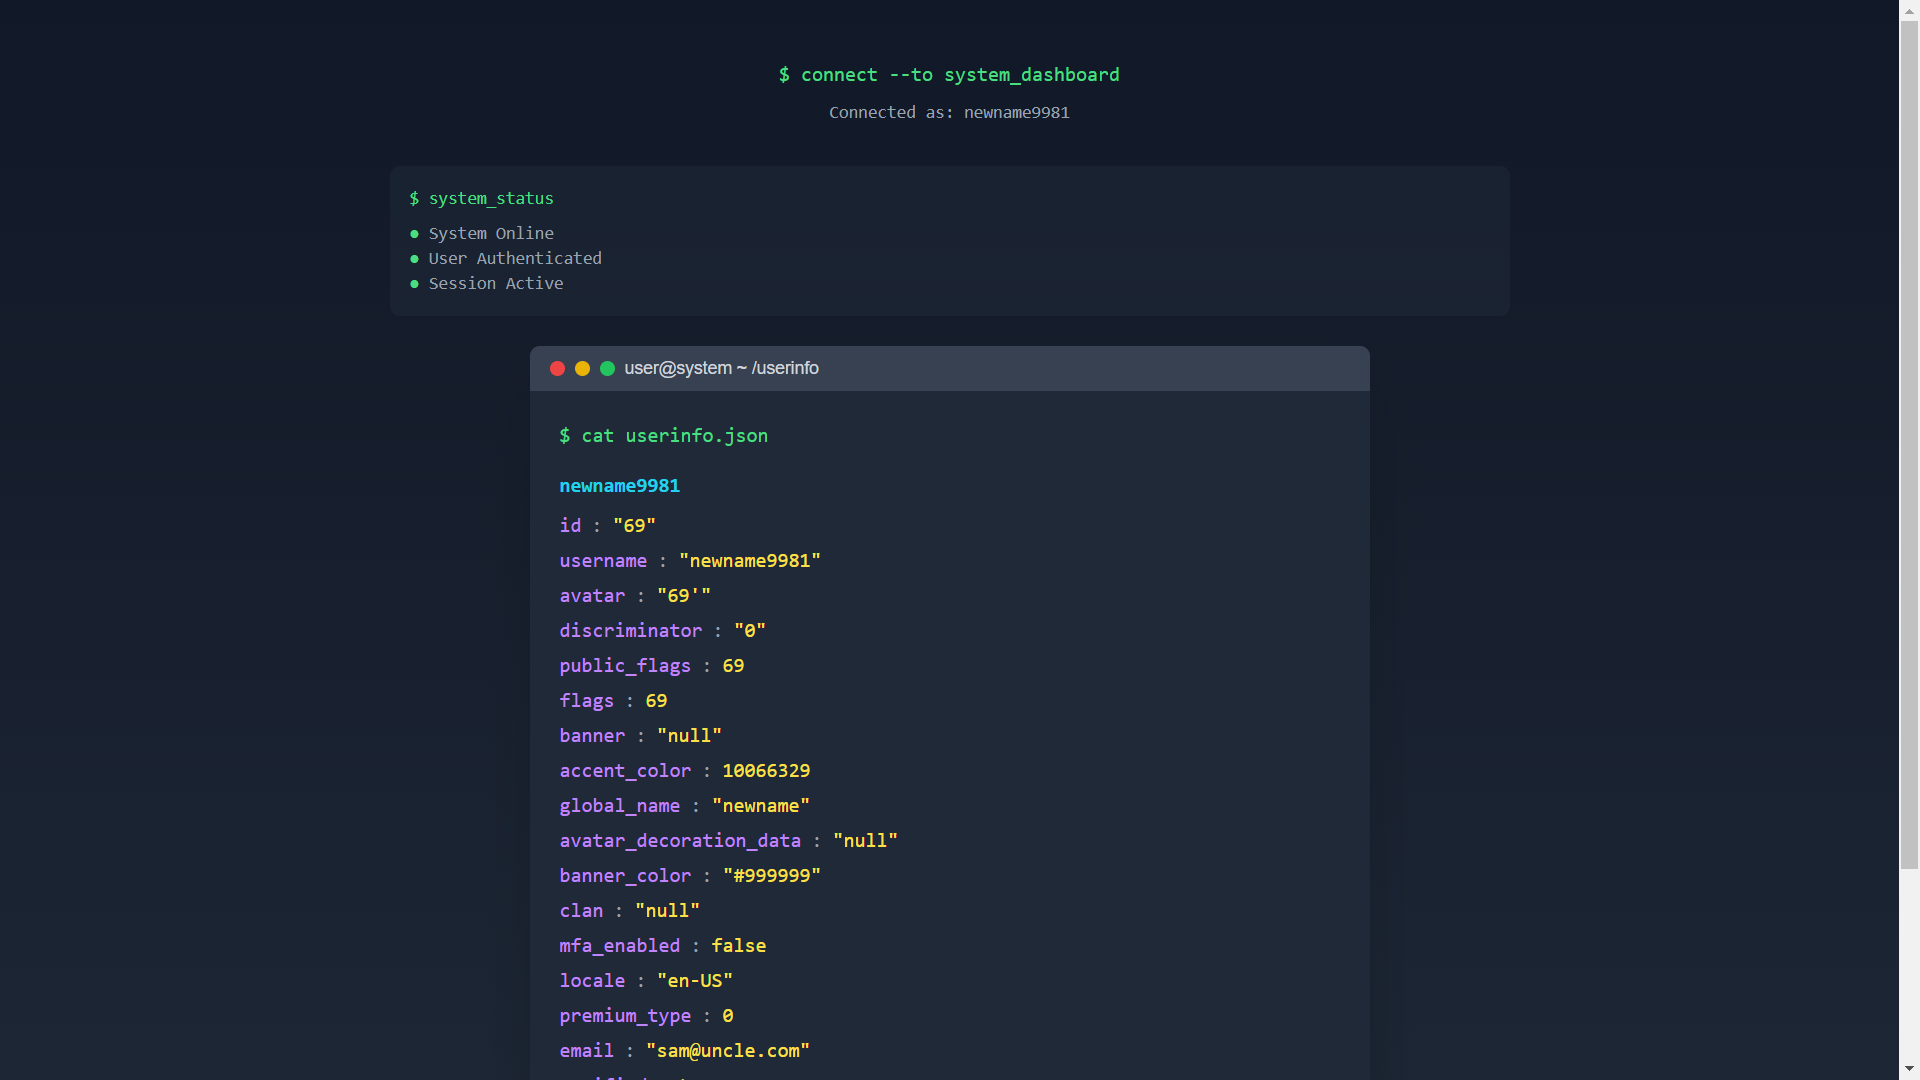 $ connect --to system_dashboard
Connected as: newname9981
$ system_status
● System Online
● User Authenticated
● Session Active
user@system ~ /userinfo
$ cat userinfo.json
newname9981
id : "69"
username : "newname9981"
avatar : "69'"
discriminator : "0"
public_flags : 69
flags : 69
banner : "null"
accent_color : 10066329
global_name : "newname"
avatar_decoration_data : "null"
banner_color : "#999999"
clan : "null"
mfa_enabled : false
locale : "en-US"
premium_type : 0
email : "sam@uncle.com"